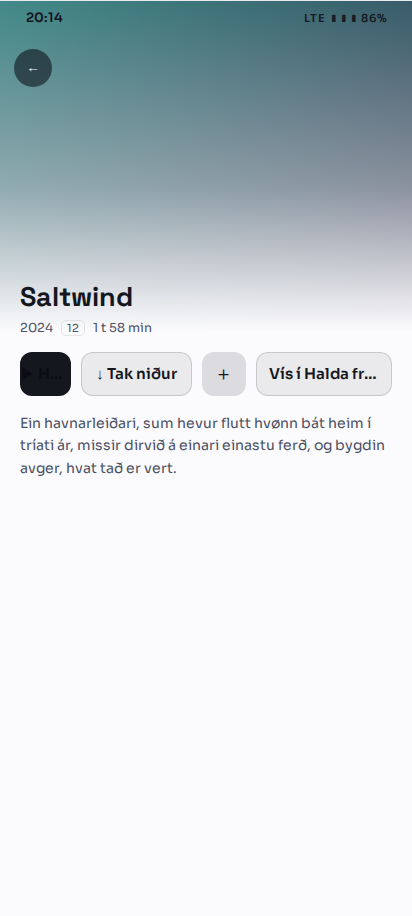 20:14
LTE 86%
←
Saltwind
2024 12 1 t 58 min
▶ H… ↓ Tak niður + Vís í Halda fr…
Ein havnarleiðari, sum hevur flutt hvønn bát heim í
tríati ár, missir dirvið á einari einastu ferð, og bygdin
avger, hvat tað er vert.